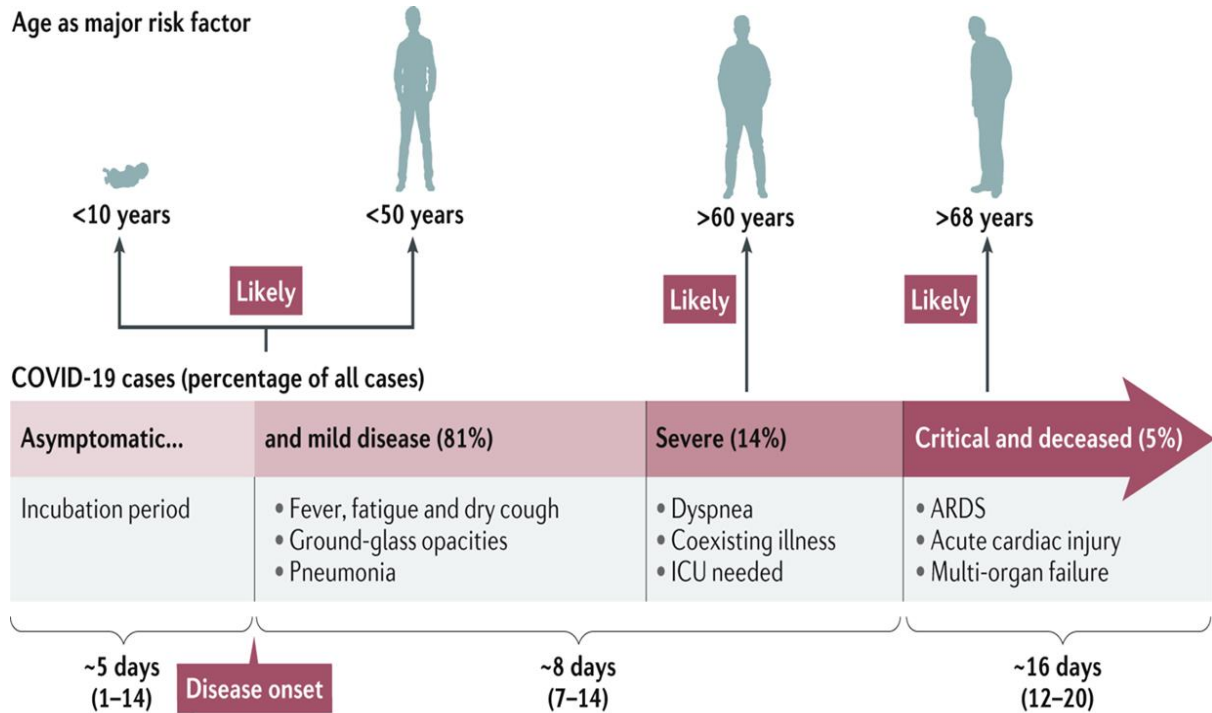 Age as major risk factor
<10 years
<50 years
>60 years
>68 years
Likely
Likely
Likely
COVID-19 cases (percentage of all cases)
Asymptomatic...
and mild disease (81%)
Severe (14%)
Critical and deceased (5%)
Incubation period
• Fever, fatigue and dry cough
• Ground-glass opacities
• Pneumonia
• Dyspnea
• Coexisting illness
• ICU needed
• ARDS
• Acute cardiac injury
• Multi-organ failure
~5 days
(1–14)
Disease onset
~8 days
(7–14)
~16 days
(12–20)